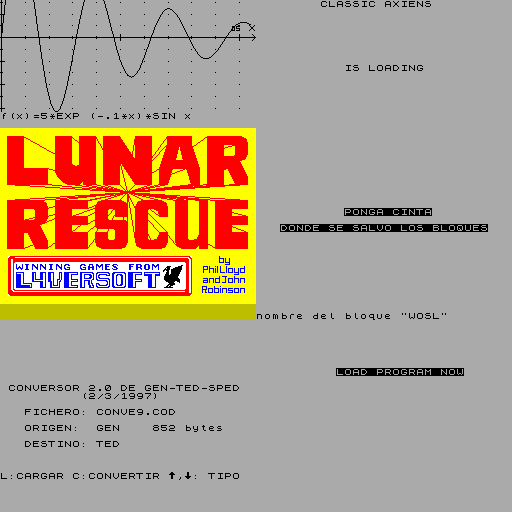 CLASSIC AXIENS
IS LOADING
X
f(x)=5*EXP (-.1*x)*SIN x
LUNAR
RESCUE
WINNING GAMES FROM
L4VERSOFT
by
Phil Lloyd
and John
Robinson
PONGA CINTA
DONDE SE SALVO LOS BLOQUES
nombre del bloque "WOSL"
LOAD PROGRAM NOW
CONVERSOR 2.0 DE GEN-TED-SPED
(2/3/1997)
FICHERO: CONVE9.COD
ORIGEN: GEN 852 bytes
DESTINO: TED
L:CARGAR C:CONVERTIR ↑,↓: TIPO